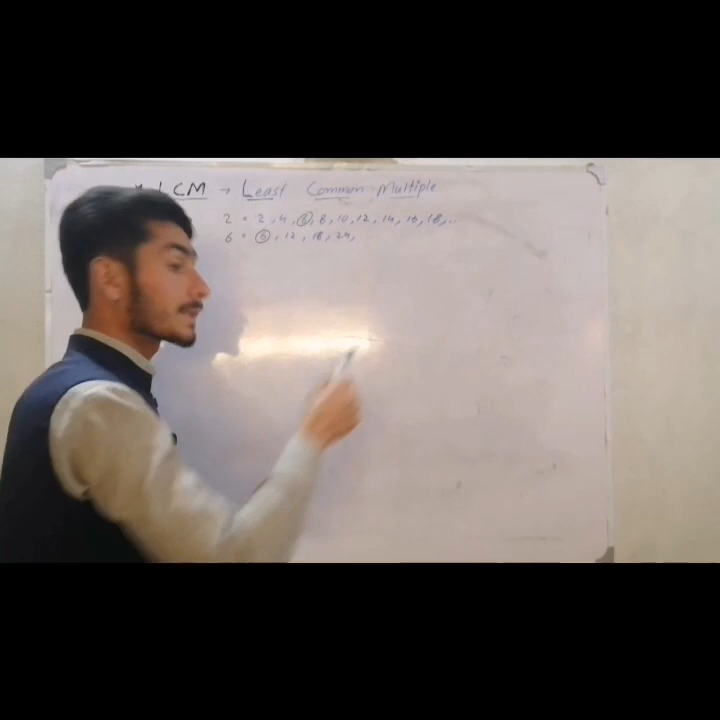 LCM → Least Common Multiple
2 = 2, 4, 6, 8, 10, 12, 14, 16, 18, ...
6 = 6, 12, 18, 24,